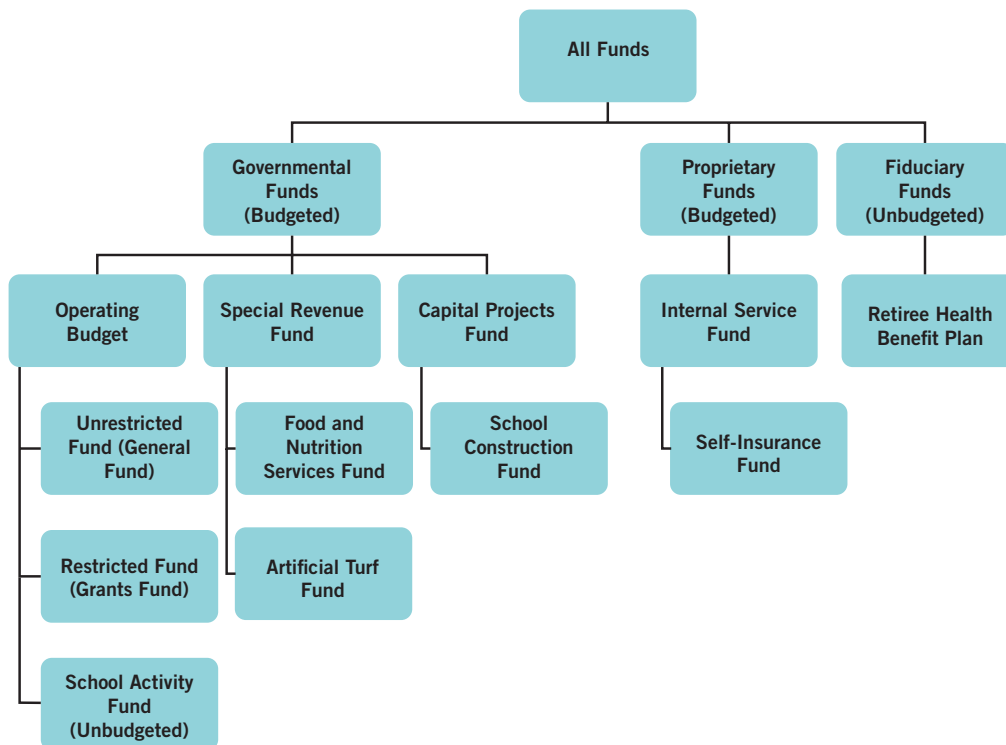 All Funds
Governmental
Funds
(Budgeted)
Proprietary
Funds
(Budgeted)
Fiduciary
Funds
(Unbudgeted)
Operating
Budget
Special Revenue
Fund
Capital Projects
Fund
Internal Service
Fund
Retiree Health
Benefit Plan
Unrestricted
Fund (General
Fund)
Food and
Nutrition
Services Fund
School
Construction
Fund
Self-Insurance
Fund
Restricted Fund
(Grants Fund)
Artificial Turf
Fund
School Activity
Fund
(Unbudgeted)